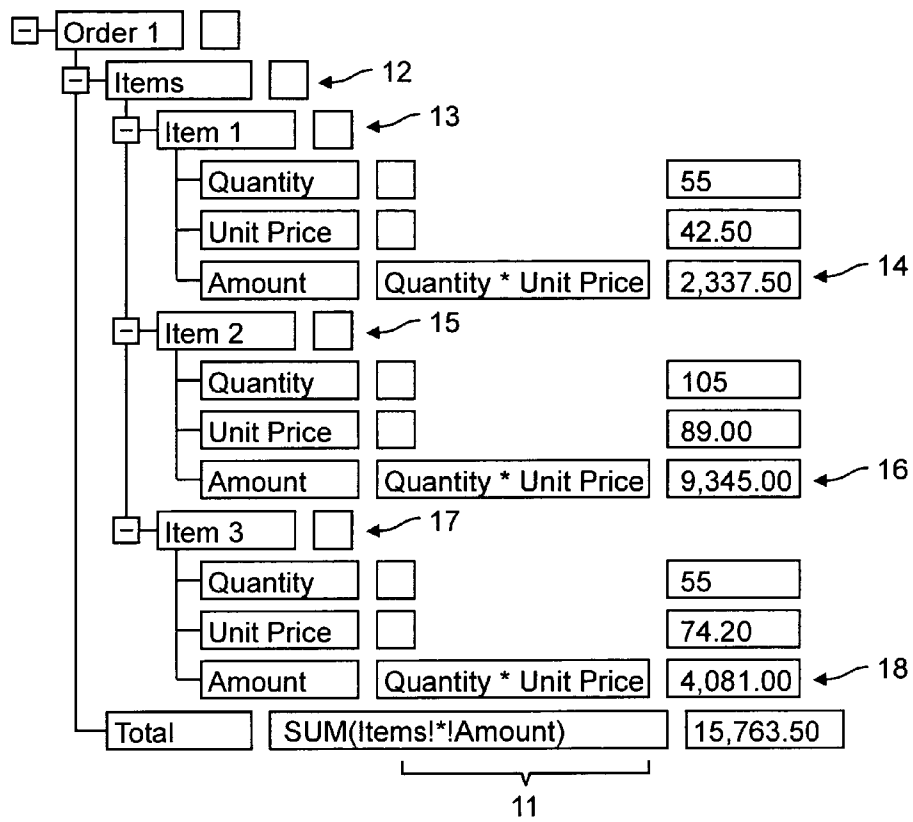 Order 1
Items 12
Item 1 13
Quantity 55
Unit Price 42.50
Amount Quantity * Unit Price 2,337.50 14
Item 2 15
Quantity 105
Unit Price 89.00
Amount Quantity * Unit Price 9,345.00 16
Item 3 17
Quantity 55
Unit Price 74.20
Amount Quantity * Unit Price 4,081.00 18
Total SUM(Items!*!Amount) 15,763.50
11